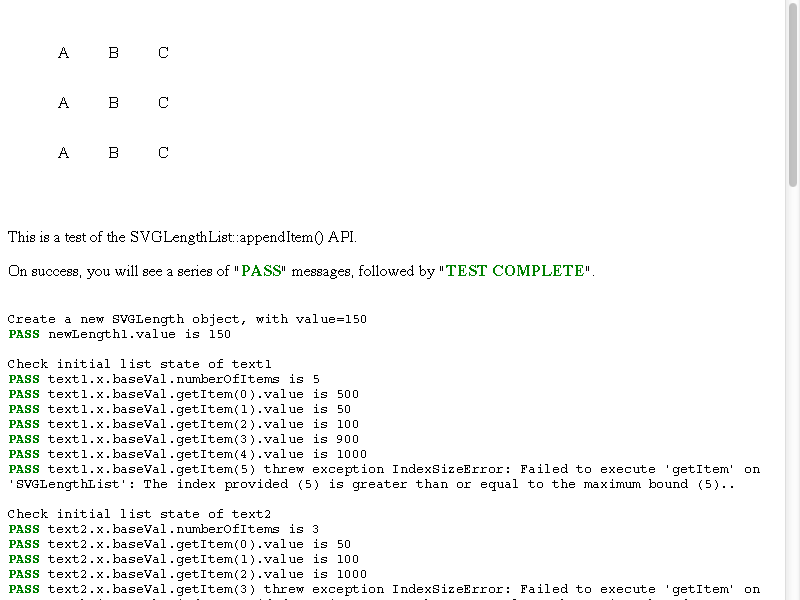 A B C
A B C
A B C
This is a test of the SVGLengthList::appendItem() API.
On success, you will see a series of "PASS" messages, followed by "TEST COMPLETE".
Create a new SVGLength object, with value=150
PASS newLength1.value is 150
Check initial list state of text1
PASS text1.x.baseVal.numberOfItems is 5
PASS text1.x.baseVal.getItem(0).value is 500
PASS text1.x.baseVal.getItem(1).value is 50
PASS text1.x.baseVal.getItem(2).value is 100
PASS text1.x.baseVal.getItem(3).value is 900
PASS text1.x.baseVal.getItem(4).value is 1000
PASS text1.x.baseVal.getItem(5) threw exception IndexSizeError: Failed to execute 'getItem' on
'SVGLengthList': The index provided (5) is greater than or equal to the maximum bound (5)..
Check initial list state of text2
PASS text2.x.baseVal.numberOfItems is 3
PASS text2.x.baseVal.getItem(0).value is 50
PASS text2.x.baseVal.getItem(1).value is 100
PASS text2.x.baseVal.getItem(2).value is 1000
PASS text2.x.baseVal.getItem(3) threw exception IndexSizeError: Failed to execute 'getItem' on